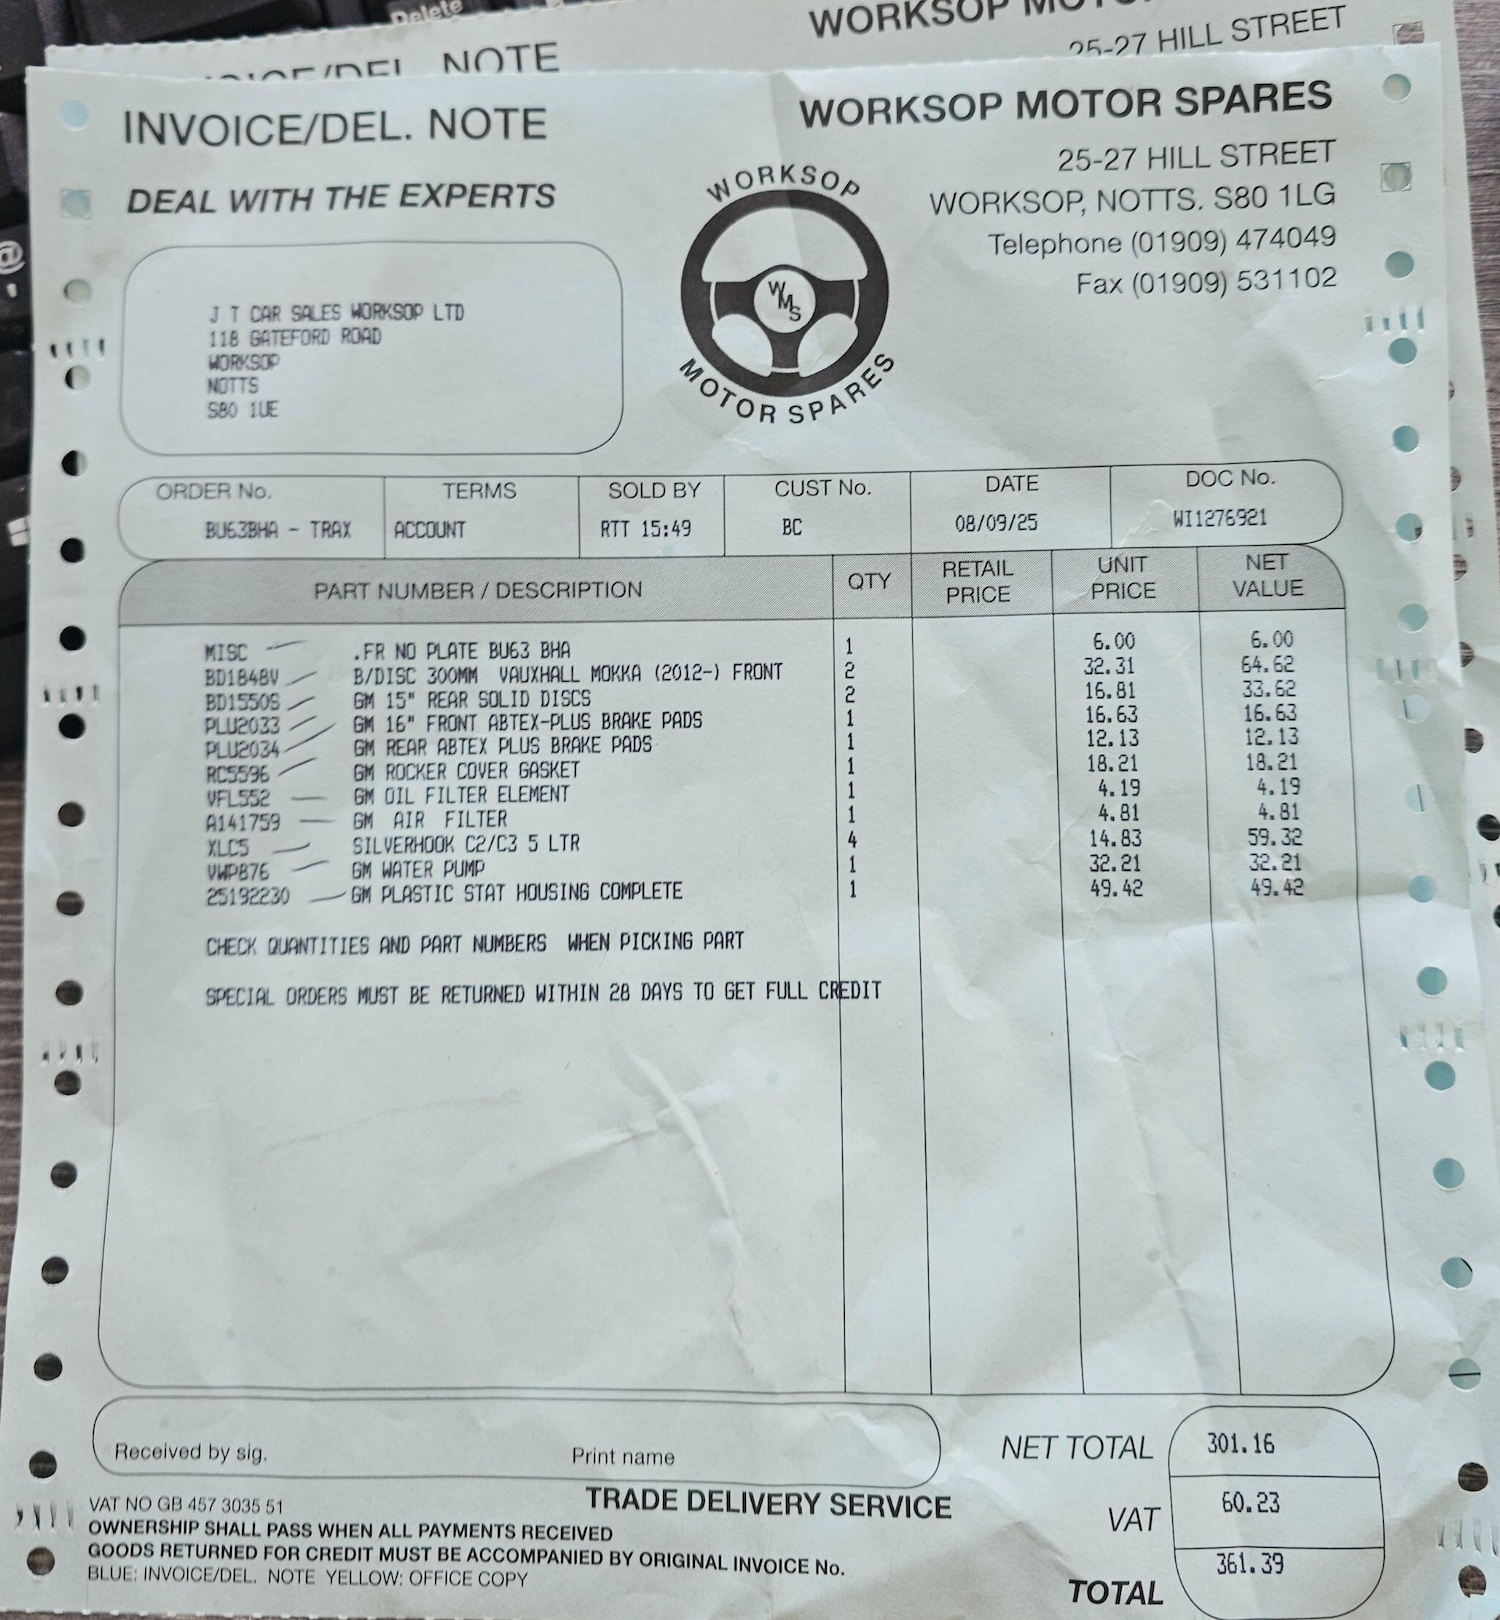 Delete
NOTE
WORKSOP
25-27 HILL STREET
INVOICE/DEL. NOTE
WORKSOP MOTOR SPARES
DEAL WITH THE EXPERTS
25-27 HILL STREET
WORKSOP, NOTTS. S80 1LG
Telephone (01909) 474049
Fax (01909) 531102
WORKSOP
WMS
MOTOR SPARES
J T CAR SALES WORKSOP LTD
118 GATEFORD ROAD
WORKSOP
NOTTS
S80 1UE
ORDER No. TERMS SOLD BY CUST No. DATE DOC No.
BU63BHA - TRAX ACCOUNT RTT 15:49 BC 08/09/25 WI1276921
PART NUMBER / DESCRIPTION QTY RETAIL PRICE UNIT PRICE NET VALUE
MISC .FR NO PLATE BU63 BHA 1 6.00 6.00
BD1848V B/DISC 300MM VAUXHALL MOKKA (2012-) FRONT 2 32.31 64.62
BD1550S GM 15" REAR SOLID DISCS 2 16.81 33.62
PLU2033 GM 16" FRONT ABTEX-PLUS BRAKE PADS 1 16.63 16.63
PLU2034 GM REAR ABTEX PLUS BRAKE PADS 1 12.13 12.13
RC5596 GM ROCKER COVER GASKET 1 18.21 18.21
VFL552 GM OIL FILTER ELEMENT 1 4.19 4.19
A141759 GM AIR FILTER 1 4.81 4.81
XLC5 SILVERHOOK C2/C3 5 LTR 4 14.83 59.32
VWP876 GM WATER PUMP 1 32.21 32.21
25192230 GM PLASTIC STAT HOUSING COMPLETE 1 49.42 49.42
CHECK QUANTITIES AND PART NUMBERS WHEN PICKING PART
SPECIAL ORDERS MUST BE RETURNED WITHIN 28 DAYS TO GET FULL CREDIT
Received by sig. Print name
NET TOTAL 301.16
VAT NO GB 457 3035 51
TRADE DELIVERY SERVICE
VAT 60.23
OWNERSHIP SHALL PASS WHEN ALL PAYMENTS RECEIVED
GOODS RETURNED FOR CREDIT MUST BE ACCOMPANIED BY ORIGINAL INVOICE No.
BLUE: INVOICE/DEL. NOTE YELLOW: OFFICE COPY
TOTAL 361.39